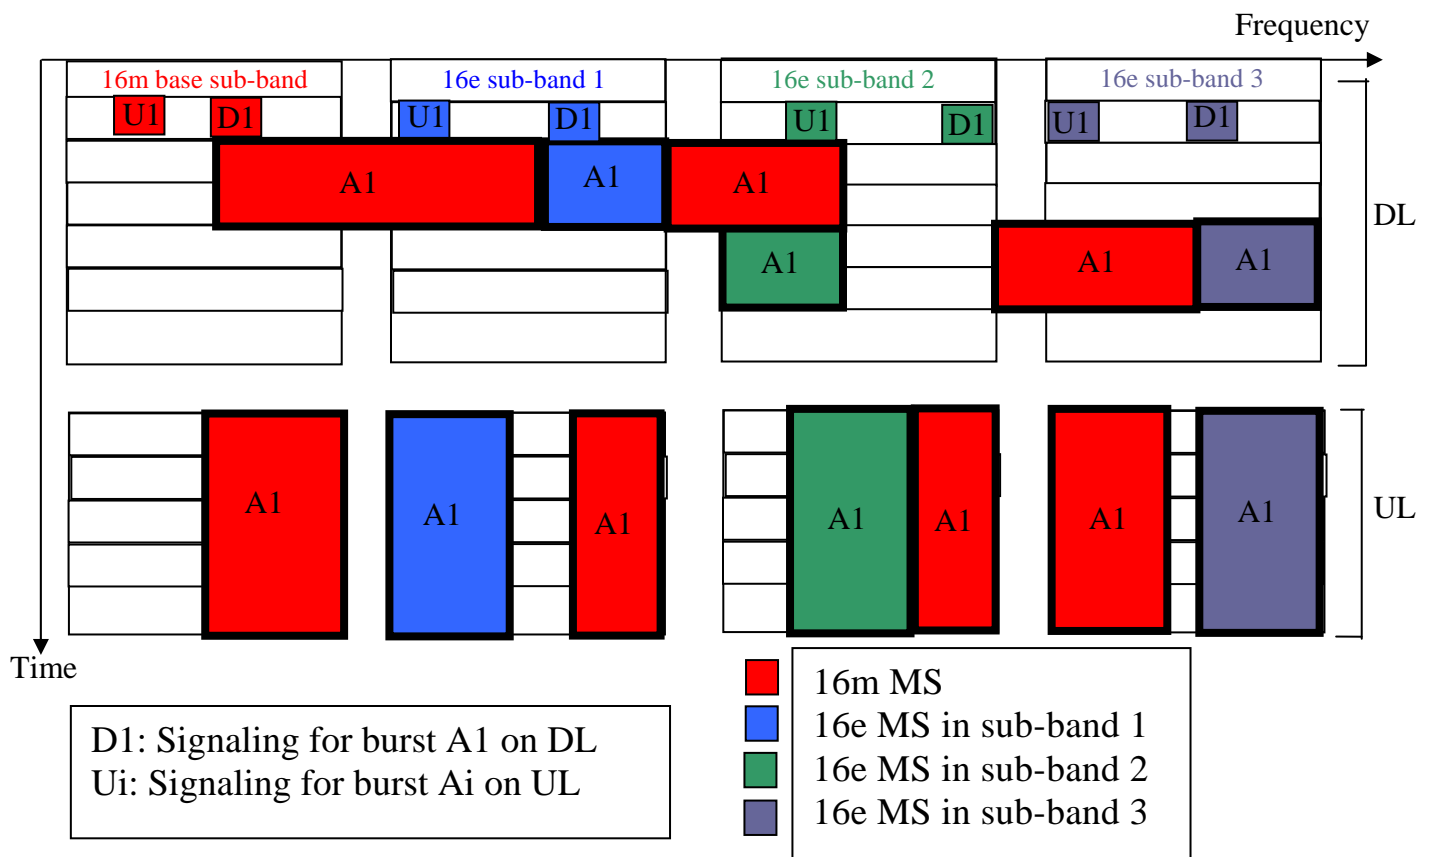 Frequency
16m base sub-band 16e sub-band 1 16e sub-band 2 16e sub-band 3
U1 D1 U1 D1 U1 D1 U1 D1
A1 A1 A1
DL
A1 A1 A1
A1 A1 A1 A1 A1 A1 A1
UL
Time
D1: Signaling for burst A1 on DL
Ui: Signaling for burst Ai on UL
16m MS
16e MS in sub-band 1
16e MS in sub-band 2
16e MS in sub-band 3